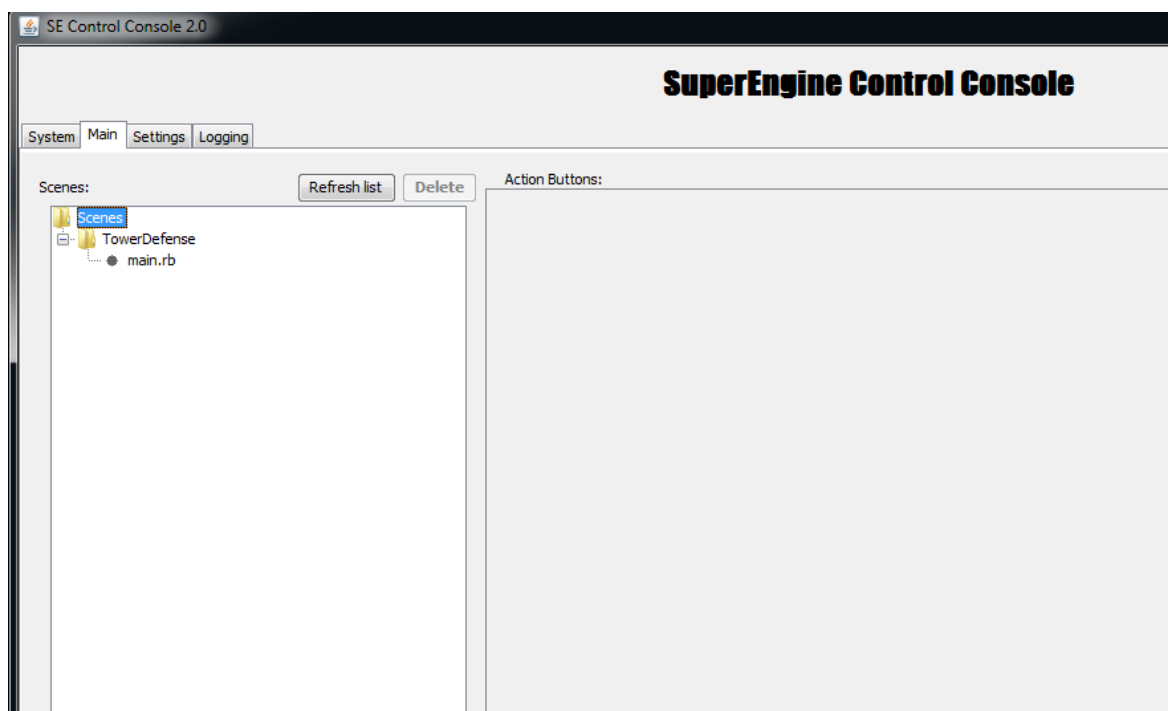 SE Control Console 2.0
SuperEngine Control Console
System Main Settings Logging
Scenes: Refresh list Delete Action Buttons:
Scenes
TowerDefense
main.rb